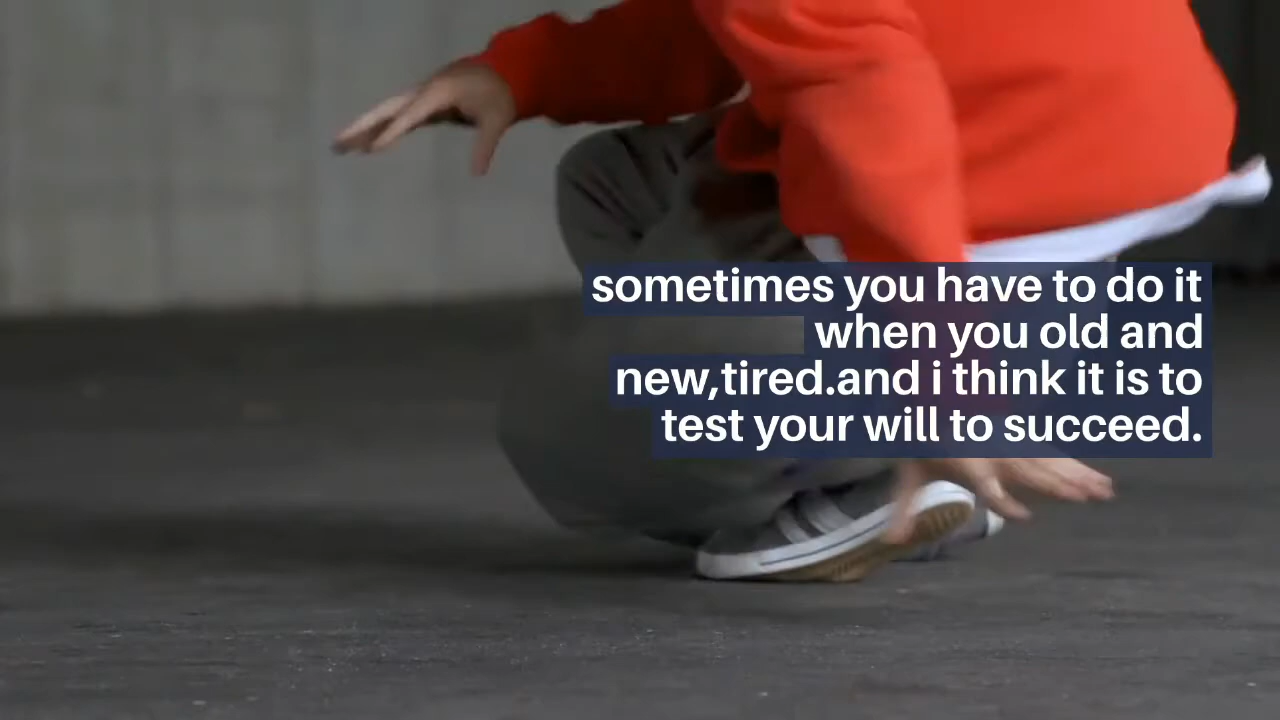 sometimes you have to do it
when you old and
new,tired.and i think it is to
test your will to succeed.